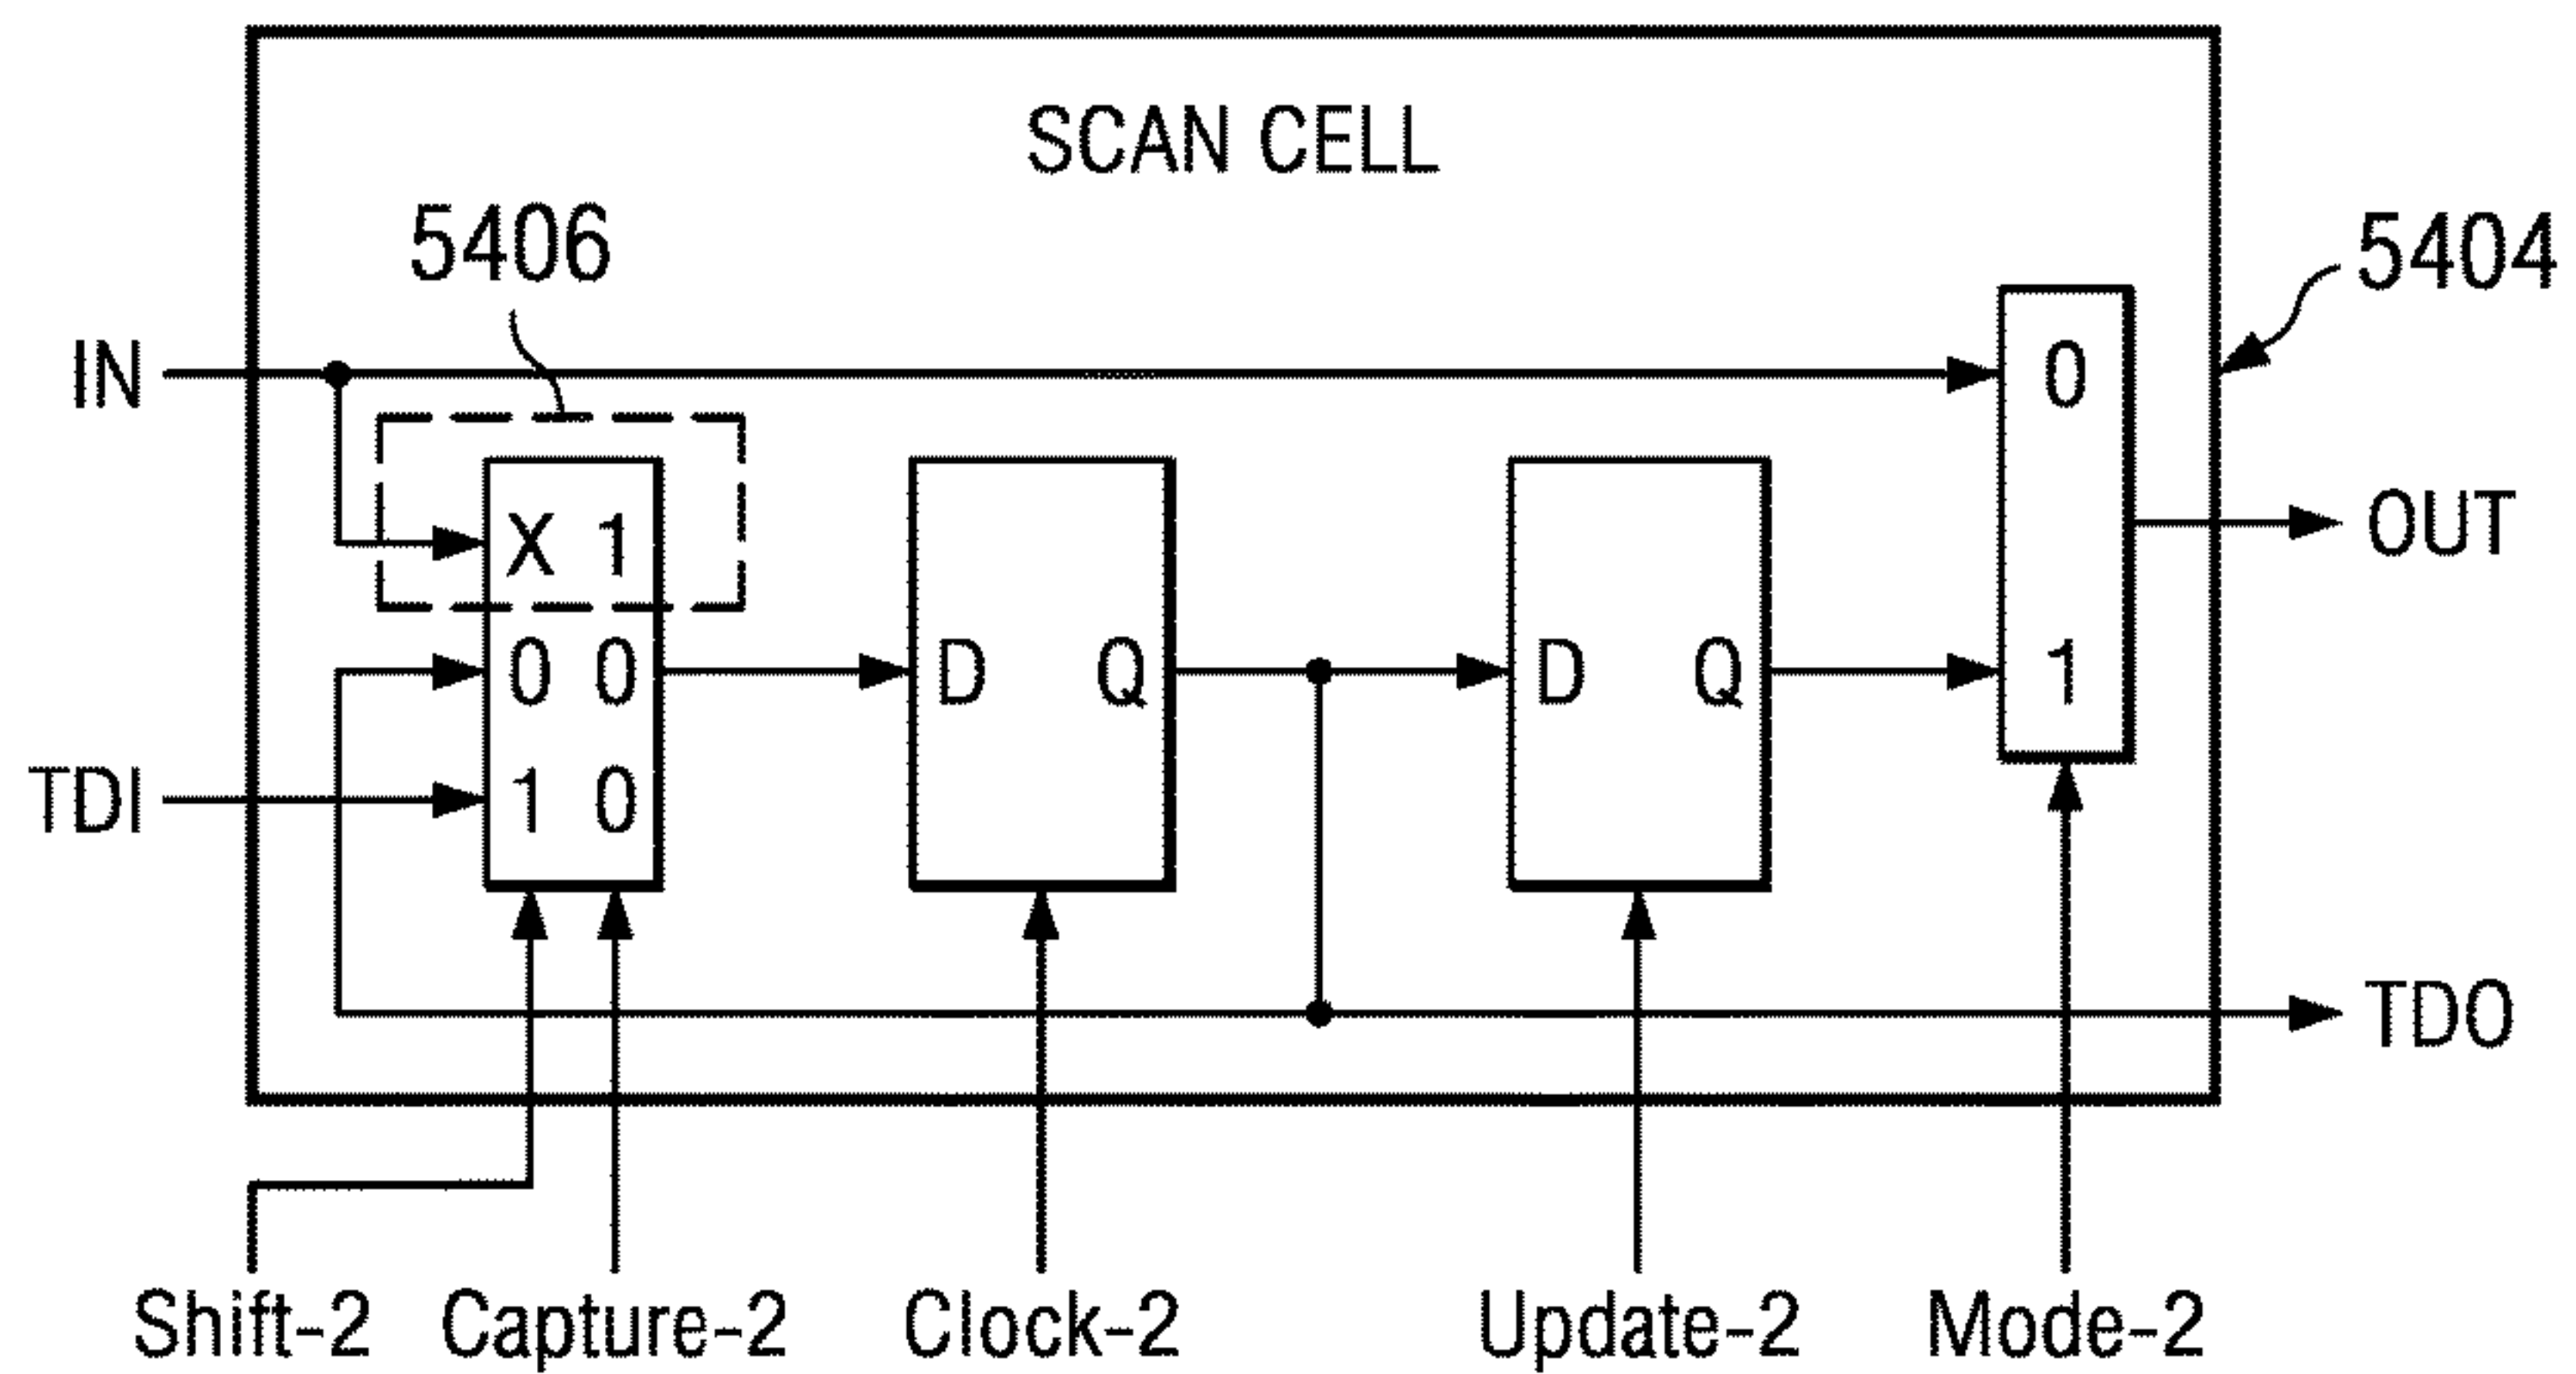 SCAN CELL
5406
5404
IN
0
X 1
OUT
0 0
D Q
D Q
1
TDI
1 0
TDO
Shift-2
Capture-2
Clock-2
Update-2
Mode-2